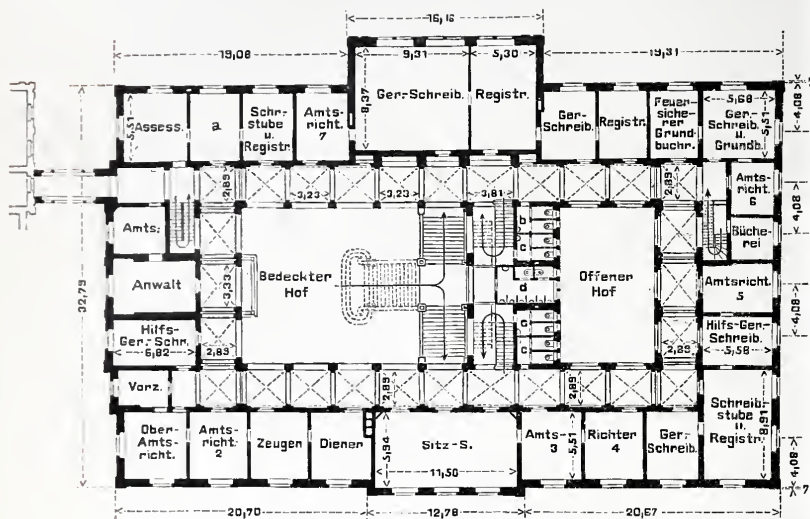 16,16
19,08
9,31
5,30
19,31
5,51
Assess.
a
Schr.-
stube
u.
Registr.
Amts-
richt.
7
8,37
Ger.-Schreib.
Registr.
Ger.-
Schreib.
Registr.
Feuer-
sicherer
Grund-
buchr.
5,68
Ger.-
Schreib.
u.
Grundb.
5,51
4,08
2,89
3,23
3,23
3,81
2,89
Amts-
richt.
6
4,08
Amts-
Büche-
rei
b
c
32,79
Anwalt
3,33
Bedeckter
Hof
d
Offener
Hof
Amtsricht.
5
4,08
Hilfs-
Ger.-Schr.
6,82
2,89
c
c
2,89
Hilfs-Ger.-
Schreib.
5,58
Vorz.
2,89
2,89
Ober-
Amts-
richt.
Amts-
richt.
2
Zeugen
Diener
5,94
Sitz-S.
11,50
Amts-
3
5,51
Richter
4
Ger.-
Schreib.
Schreib-
stube
u.
Registr.
8,91
4,08
20,70
12,78
20,67